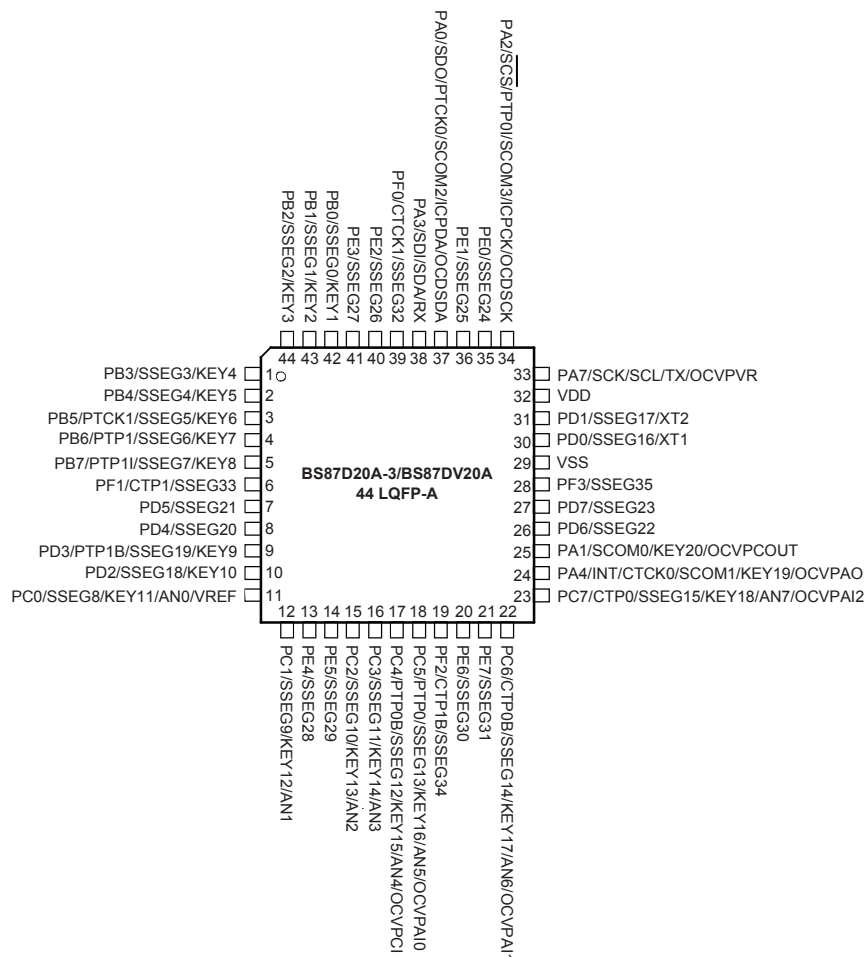 PB2/SSEG2/KEY3
PB1/SSEG1/KEY2
PB0/SSEG0/KEY1
PE3/SSEG27
PE2/SSEG26
PF0/CTCK1/SSEG32
PA3/SDI/SDA/RX
PA0/SDO/PTCK0/SCOM2/ICPDA/OCDSDA
PE1/SSEG25
PE0/SSEG24
PA2/SCS/PTP0I/SCOM3/ICPCK/OCDSCK
44 43 42 41 40 39 38 37 36 35 34
PB3/SSEG3/KEY4 1
PB4/SSEG4/KEY5 2
PB5/PTCK1/SSEG5/KEY6 3
PB6/PTP1/SSEG6/KEY7 4
PB7/PTP1I/SSEG7/KEY8 5
PF1/CTP1/SSEG33 6
PD5/SSEG21 7
PD4/SSEG20 8
PD3/PTP1B/SSEG19/KEY9 9
PD2/SSEG18/KEY10 10
PC0/SSEG8/KEY11/AN0/VREF 11
BS87D20A-3/BS87DV20A
44 LQFP-A
33 PA7/SCK/SCL/TX/OCVPVR
32 VDD
31 PD1/SSEG17/XT2
30 PD0/SSEG16/XT1
29 VSS
28 PF3/SSEG35
27 PD7/SSEG23
26 PD6/SSEG22
25 PA1/SCOM0/KEY20/OCVPCOUT
24 PA4/INT/CTCK0/SCOM1/KEY19/OCVPAO
23 PC7/CTP0/SSEG15/KEY18/AN7/OCVPAI2
12 13 14 15 16 17 18 19 20 21 22
PC1/SSEG9/KEY12/AN1
PE4/SSEG28
PE5/SSEG29
PC2/SSEG10/KEY13/AN2
PC3/SSEG11/KEY14/AN3
PC4/PTP0B/SSEG12/KEY15/AN4/OCVPCI
PC5/PTP0/SSEG13/KEY16/AN5/OCVPAI0
PF2/CTP1B/SSEG34
PE6/SSEG30
PE7/SSEG31
PC6/CTP0B/SSEG14/KEY17/AN6/OCVPAI1